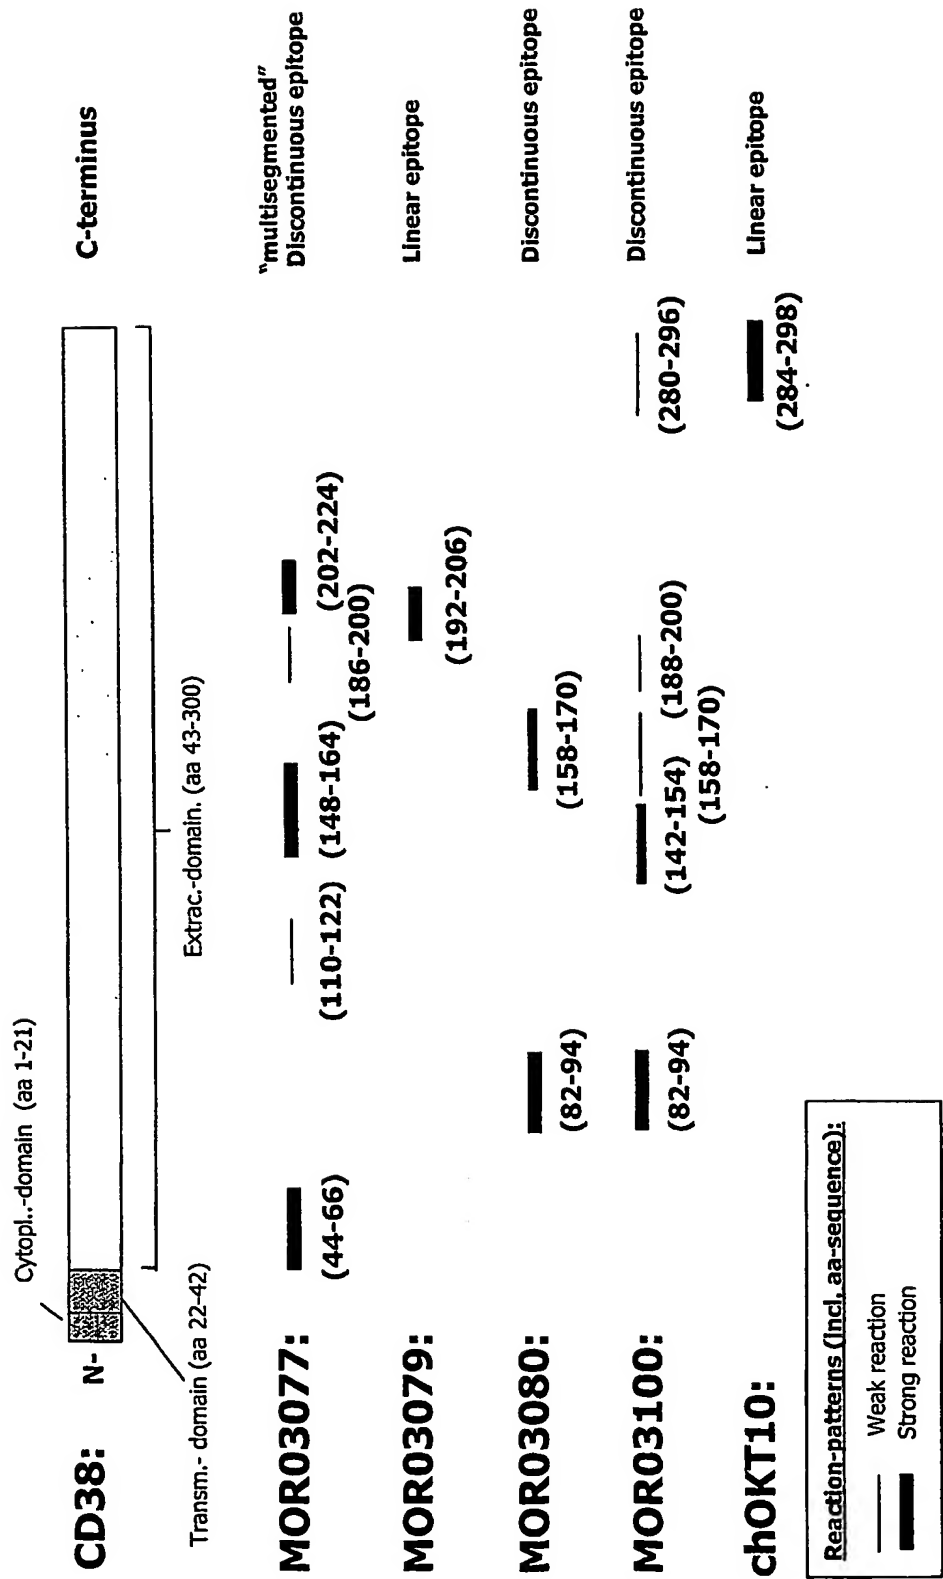 Cytopl..-domain (aa 1-21)
CD38: N- C-terminus
Transm.- domain (aa 22-42)
Extrac.-domain. (aa 43-300)
MOR03077: "multisegmented"
Discontinuous epitope
(44-66) (110-122) (148-164) (202-224)
(186-200)
MOR03079: Linear epitope
(192-206)
MOR03080: Discontinuous epitope
(82-94) (158-170)
MOR03100: Discontinuous epitope
(82-94) (142-154) (188-200) (280-296)
(158-170)
chOKT10: Linear epitope
(284-298)
Reaction-patterns (incl. aa-sequence):
Weak reaction
Strong reaction